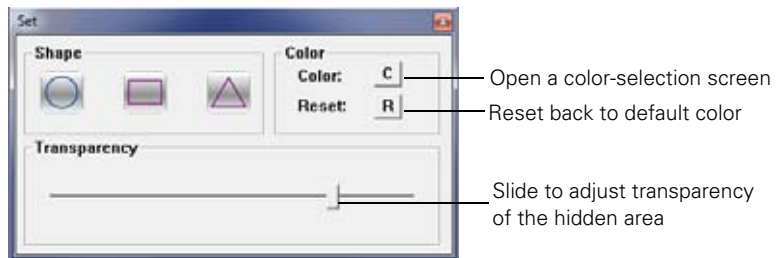 Set
Shape
Color
Color: C
Reset: R
Transparency
Open a color-selection screen
Reset back to default color
Slide to adjust transparency
of the hidden area